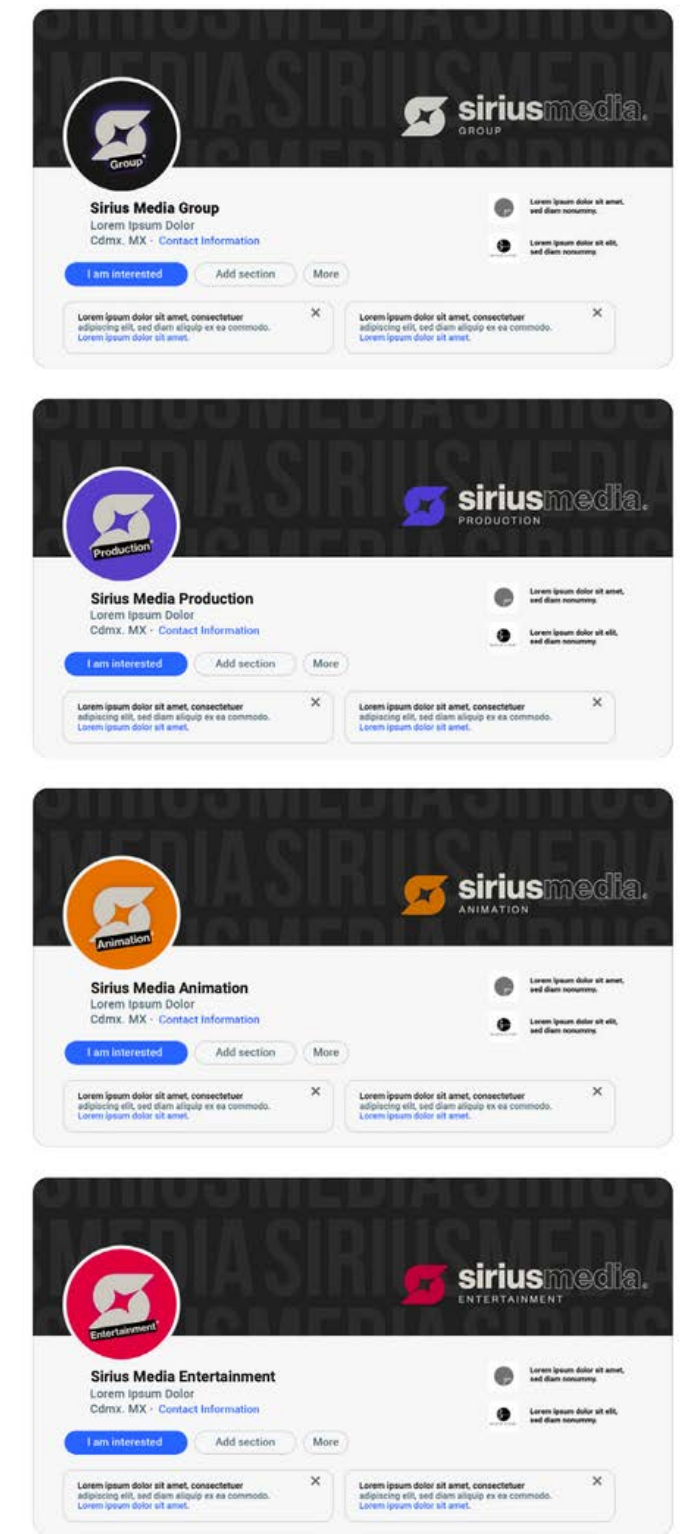 SIRIUSMEDIA
siriusmedia.
GROUP
Group
Sirius Media Group
Lorem Ipsum Dolor
Cdmx. MX · Contact Information
Lorem ipsum dolor sit amet,
sed diam nonummy.
Lorem ipsum dolor sit elit,
sed diam nonummy.
I am interested
Add section
More
Lorem ipsum dolor sit amet, consectetuer
adipiscing elit, sed diam aliquip ex ea commodo.
Lorem ipsum dolor sit amet.
Lorem ipsum dolor sit amet, consectetuer
adipiscing elit, sed diam aliquip ex ea commodo.
Lorem ipsum dolor sit amet.
SIRIUSMEDIA
siriusmedia.
PRODUCTION
Production
Sirius Media Production
Lorem Ipsum Dolor
Cdmx. MX · Contact Information
Lorem ipsum dolor sit amet,
sed diam nonummy.
Lorem ipsum dolor sit elit,
sed diam nonummy.
I am interested
Add section
More
Lorem ipsum dolor sit amet, consectetuer
adipiscing elit, sed diam aliquip ex ea commodo.
Lorem ipsum dolor sit amet.
Lorem ipsum dolor sit amet, consectetuer
adipiscing elit, sed diam aliquip ex ea commodo.
Lorem ipsum dolor sit amet.
SIRIUSMEDIA
siriusmedia.
ANIMATION
Animation
Sirius Media Animation
Lorem Ipsum Dolor
Cdmx. MX · Contact Information
Lorem ipsum dolor sit amet,
sed diam nonummy.
Lorem ipsum dolor sit elit,
sed diam nonummy.
I am interested
Add section
More
Lorem ipsum dolor sit amet, consectetuer
adipiscing elit, sed diam aliquip ex ea commodo.
Lorem ipsum dolor sit amet.
Lorem ipsum dolor sit amet, consectetuer
adipiscing elit, sed diam aliquip ex ea commodo.
Lorem ipsum dolor sit amet.
SIRIUSMEDIA
siriusmedia.
ENTERTAINMENT
Entertainment
Sirius Media Entertainment
Lorem Ipsum Dolor
Cdmx. MX · Contact Information
Lorem ipsum dolor sit amet,
sed diam nonummy.
Lorem ipsum dolor sit elit,
sed diam nonummy.
I am interested
Add section
More
Lorem ipsum dolor sit amet, consectetuer
adipiscing elit, sed diam aliquip ex ea commodo.
Lorem ipsum dolor sit amet.
Lorem ipsum dolor sit amet, consectetuer
adipiscing elit, sed diam aliquip ex ea commodo.
Lorem ipsum dolor sit amet.